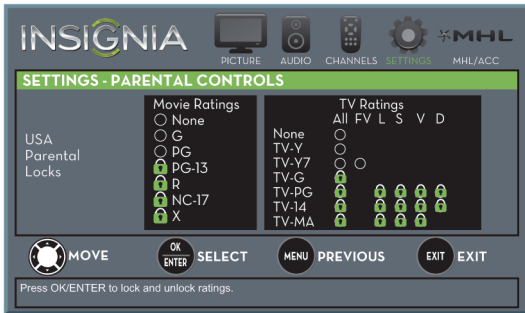 INSIGNIA
PICTURE AUDIO CHANNELS SETTINGS MHL MHL/ACC
SETTINGS - PARENTAL CONTROLS
USA
Parental
Locks
Movie Ratings
None
G
PG
PG-13
R
NC-17
X
TV Ratings
All FV L S V D
None
TV-Y
TV-Y7
TV-G
TV-PG
TV-14
TV-MA
MOVE
OK
ENTER
SELECT
MENU
PREVIOUS
EXIT
EXIT
Press OK/ENTER to lock and unlock ratings.